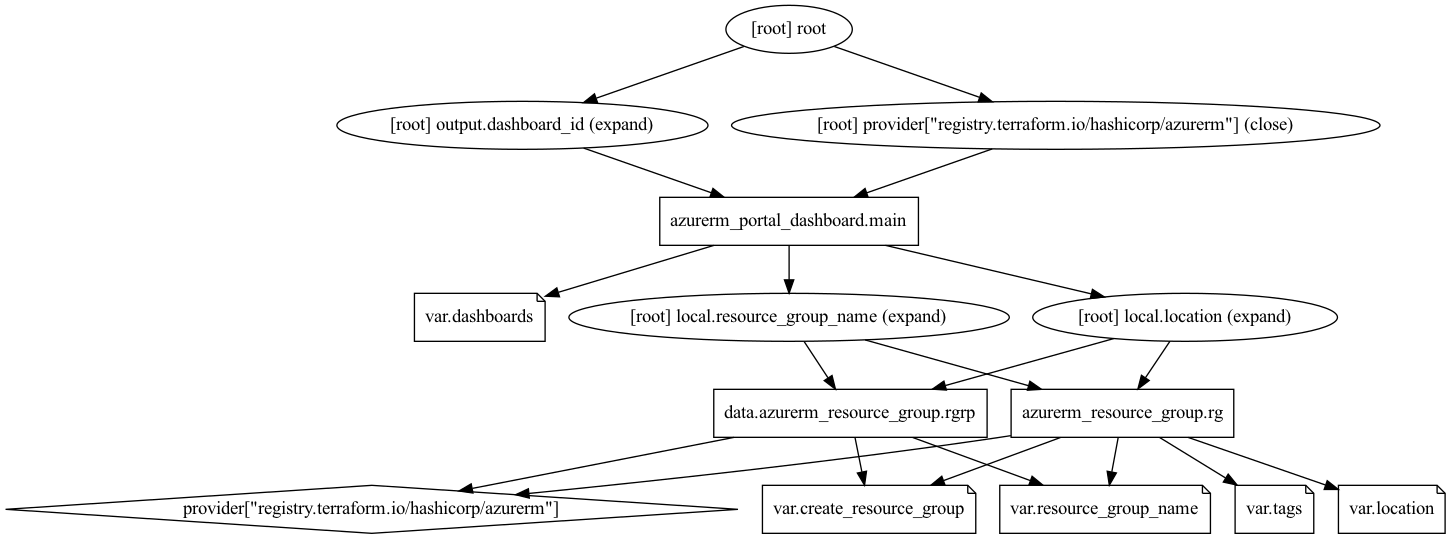 [root] root
[root] output.dashboard_id (expand)
[root] provider["registry.terraform.io/hashicorp/azurerm"] (close)
azurerm_portal_dashboard.main
var.dashboards
[root] local.resource_group_name (expand)
[root] local.location (expand)
data.azurerm_resource_group.rgrp
azurerm_resource_group.rg
provider["registry.terraform.io/hashicorp/azurerm"]
var.create_resource_group
var.resource_group_name
var.tags
var.location